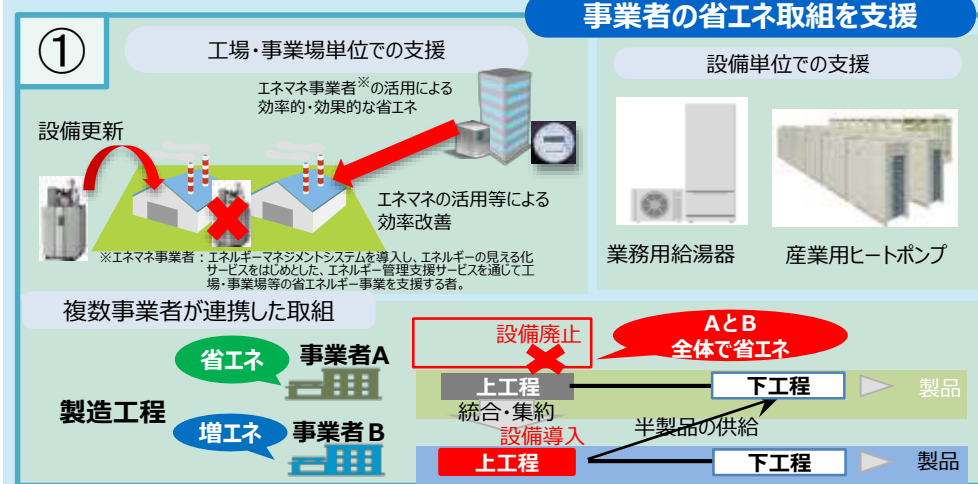 事業者の省エネ取組を支援
①
工場・事業場単位での支援
エネマネ事業者※の活用による
効率的・効果的な省エネ
設備更新
エネマネの活用等による
効率改善
※エネマネ事業者：エネルギーマネジメントシステムを導入し、エネルギーの見える化
サービスをはじめとした、エネルギー管理支援サービスを通じて工
場・事業場等の省エネルギー事業を支援する者。
設備単位での支援
業務用給湯器
産業用ヒートポンプ
複数事業者が連携した取組
設備廃止
AとB
全体で省エネ
省エネ
事業者A
上工程
下工程
製品
製造工程
統合・集約
半製品の供給
増エネ
事業者B
設備導入
上工程
下工程
製品